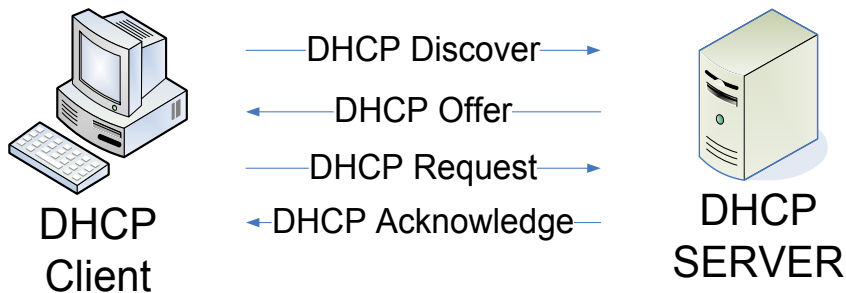 DHCP Discover
DHCP Offer
DHCP Request
DHCP Acknowledge
DHCP
Client
DHCP
SERVER